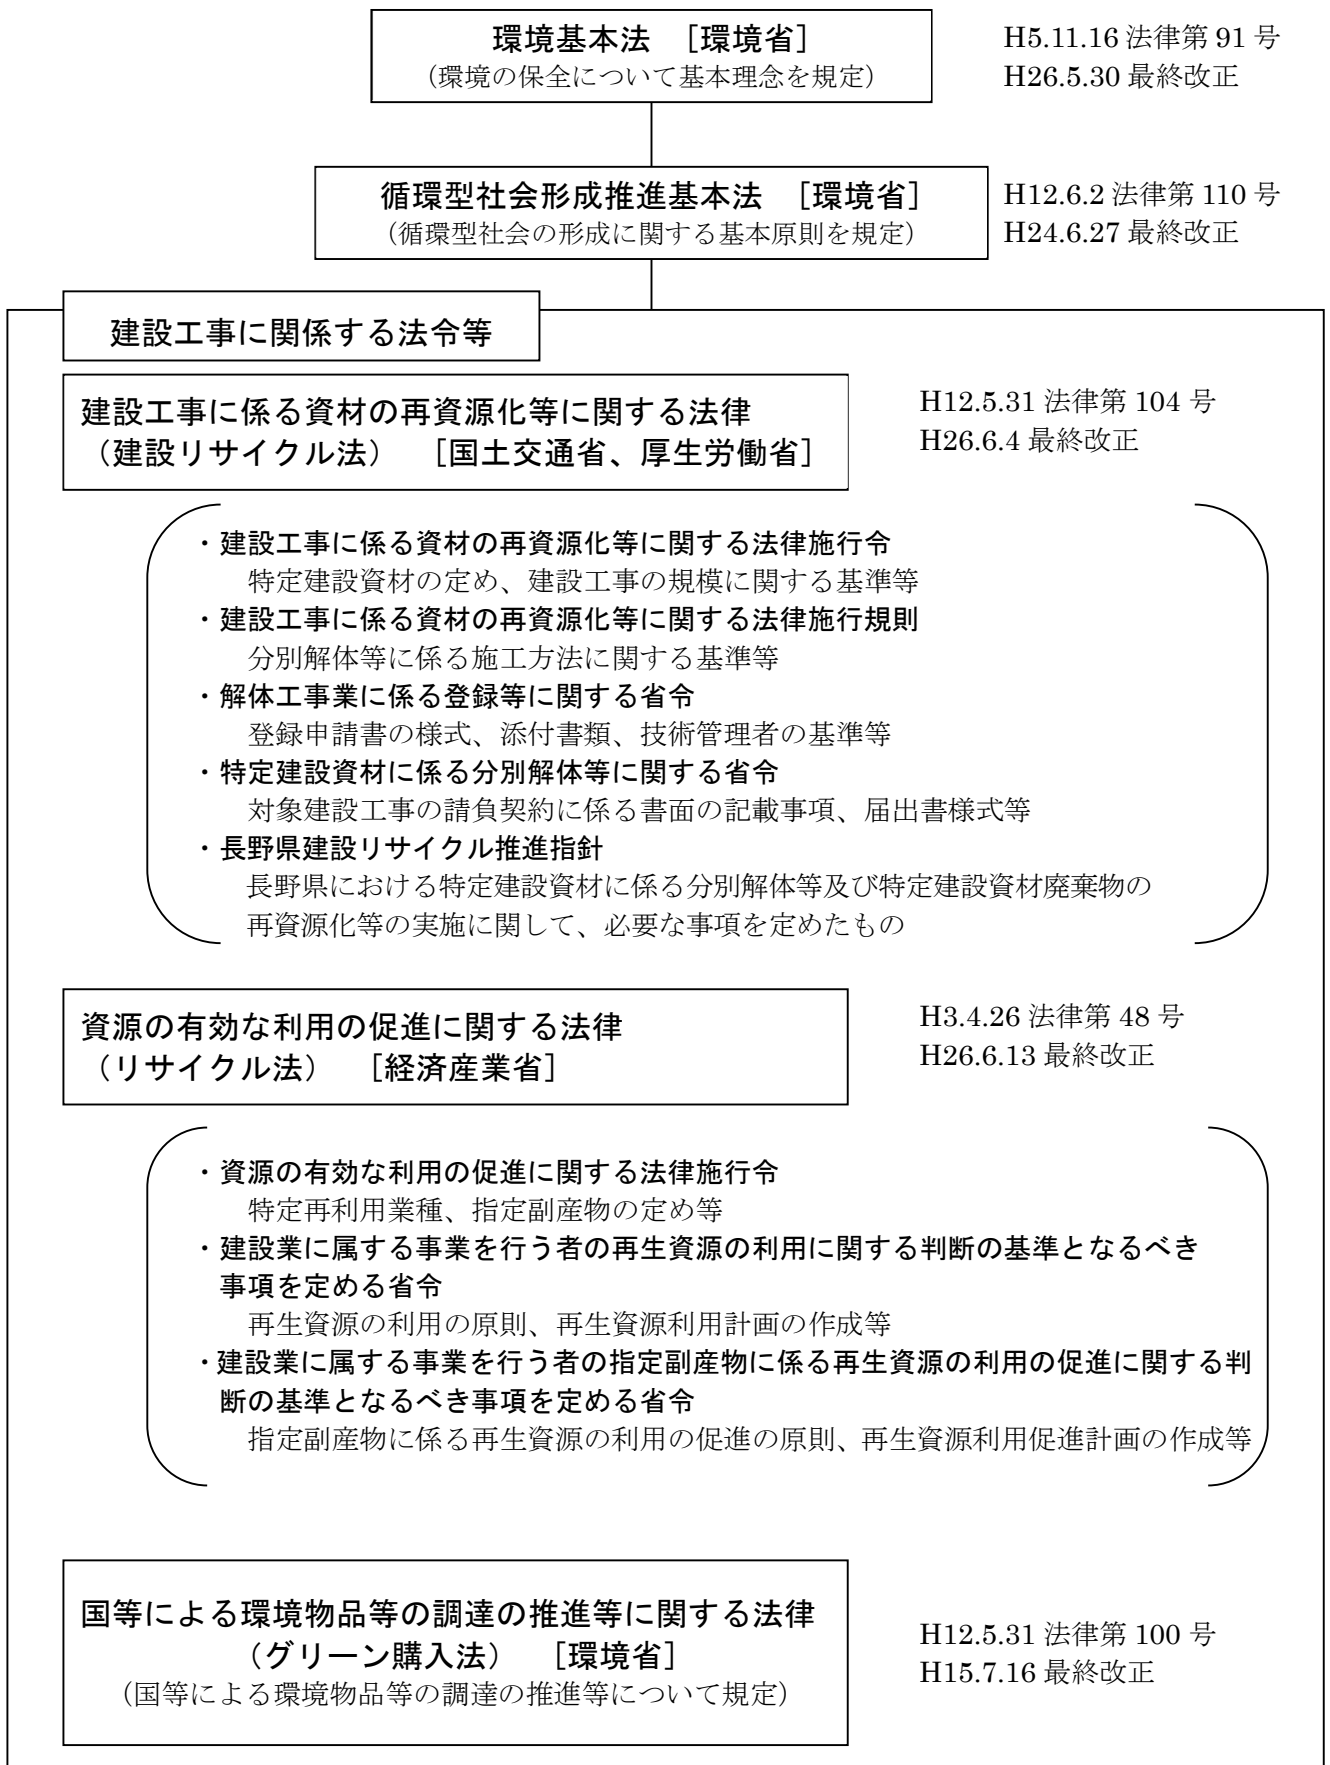 環境基本法　［環境省］
（環境の保全について基本理念を規定）
H5.11.16 法律第 91 号
H26.5.30 最終改正
循環型社会形成推進基本法　［環境省］
（循環型社会の形成に関する基本原則を規定）
H12.6.2 法律第 110 号
H24.6.27 最終改正
建設工事に関係する法令等
建設工事に係る資材の再資源化等に関する法律
（建設リサイクル法）　［国土交通省、厚生労働省］
H12.5.31 法律第 104 号
H26.6.4 最終改正
・建設工事に係る資材の再資源化等に関する法律施行令
特定建設資材の定め、建設工事の規模に関する基準等
・建設工事に係る資材の再資源化等に関する法律施行規則
分別解体等に係る施工方法に関する基準等
・解体工事業に係る登録等に関する省令
登録申請書の様式、添付書類、技術管理者の基準等
・特定建設資材に係る分別解体等に関する省令
対象建設工事の請負契約に係る書面の記載事項、届出書様式等
・長野県建設リサイクル推進指針
長野県における特定建設資材に係る分別解体等及び特定建設資材廃棄物の
再資源化等の実施に関して、必要な事項を定めたもの
資源の有効な利用の促進に関する法律
（リサイクル法）　［経済産業省］
H3.4.26 法律第 48 号
H26.6.13 最終改正
・資源の有効な利用の促進に関する法律施行令
特定再利用業種、指定副産物の定め等
・建設業に属する事業を行う者の再生資源の利用に関する判断の基準となるべき
事項を定める省令
再生資源の利用の原則、再生資源利用計画の作成等
・建設業に属する事業を行う者の指定副産物に係る再生資源の利用の促進に関する判
断の基準となるべき事項を定める省令
指定副産物に係る再生資源の利用の促進の原則、再生資源利用促進計画の作成等
国等による環境物品等の調達の推進等に関する法律
（グリーン購入法）　［環境省］
（国等による環境物品等の調達の推進等について規定）
H12.5.31 法律第 100 号
H15.7.16 最終改正